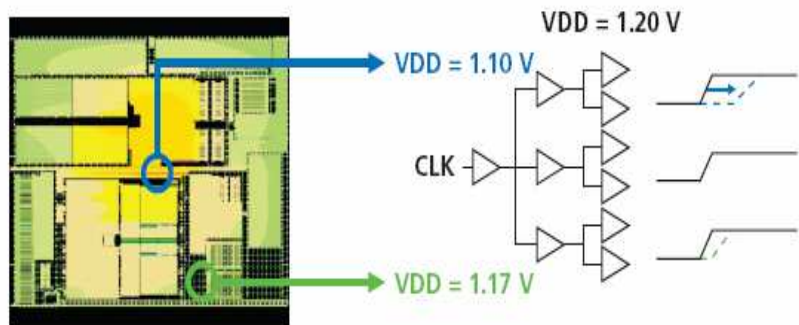 VDD = 1.20 V
VDD = 1.10 V
CLK
VDD = 1.17 V